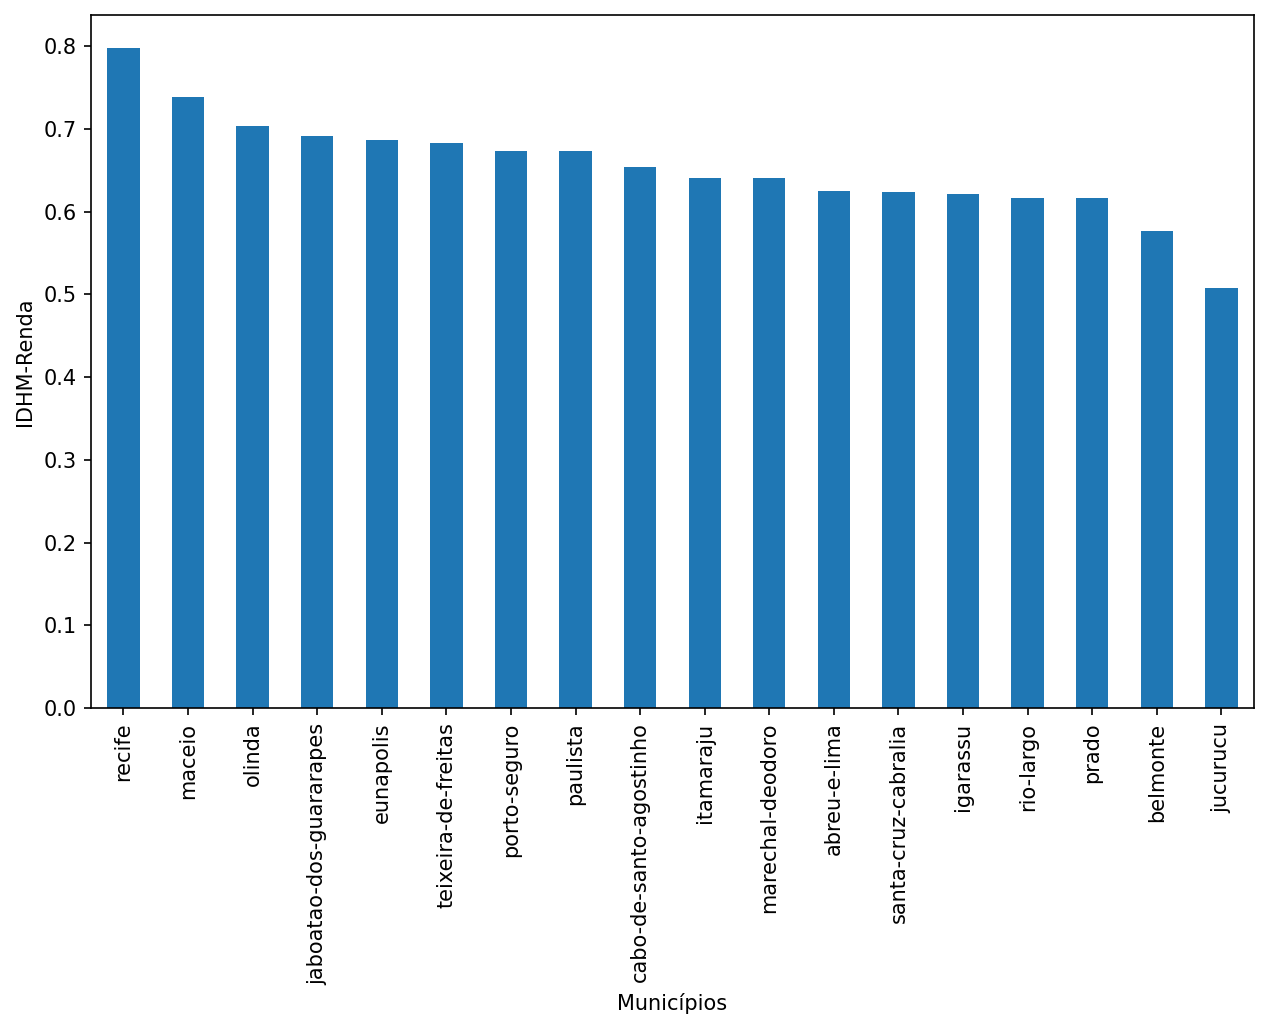 IDHM-Renda
0.8
0.7
0.6
0.5
0.4
0.3
0.2
0.1
0.0
recife
maceio
olinda
jaboatao-dos-guararapes
eunapolis
teixeira-de-freitas
porto-seguro
paulista
cabo-de-santo-agostinho
itamaraju
marechal-deodoro
abreu-e-lima
santa-cruz-cabralia
igarassu
rio-largo
prado
belmonte
jucurucu
Municípios